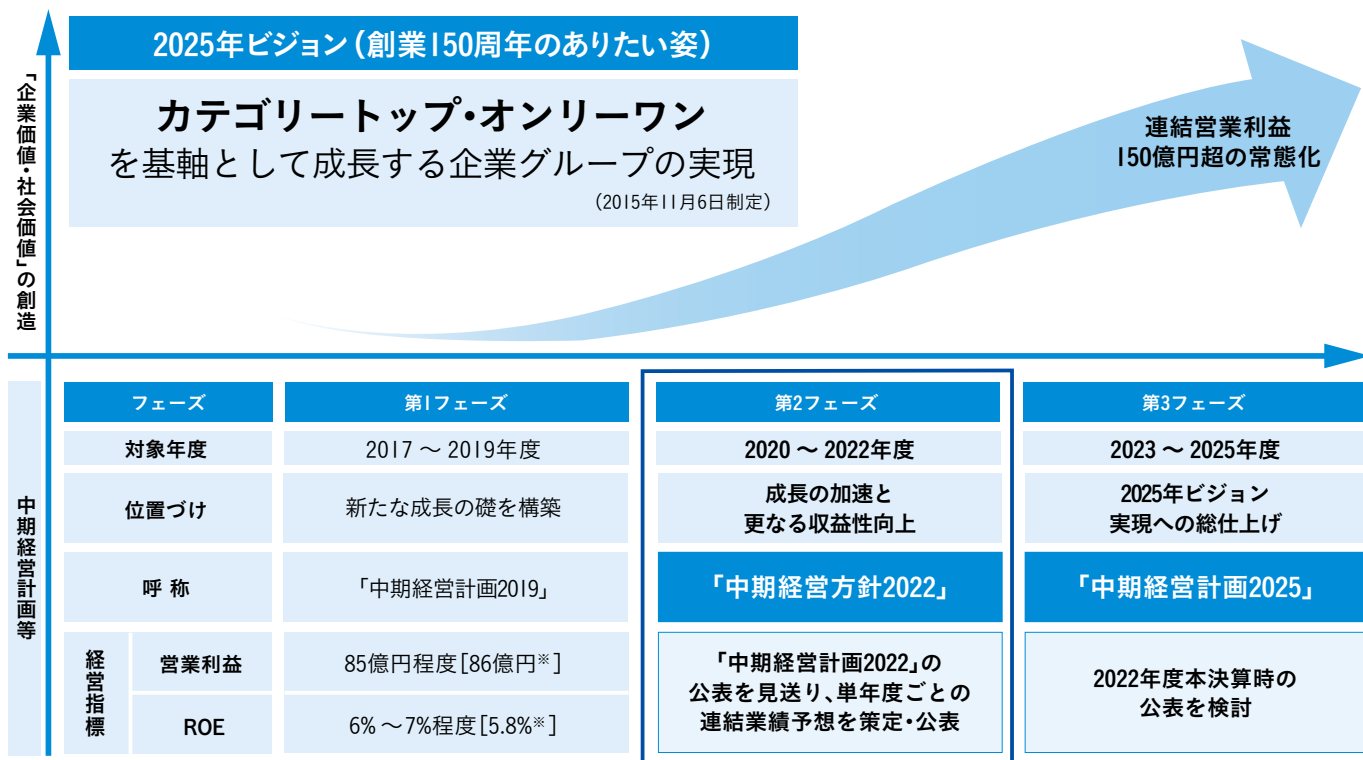 「企業価値・社会価値」の創造
2025年ビジョン（創業150周年のありたい姿）
カテゴリートップ・オンリーワン
を基軸として成長する企業グループの実現
（2015年11月6日制定）
連結営業利益
150億円超の常態化
中期経営計画等
フェーズ
第1フェーズ
第2フェーズ
第3フェーズ
対象年度
2017 ～ 2019年度
2020 ～ 2022年度
2023 ～ 2025年度
位置づけ
新たな成長の礎を構築
成長の加速と
更なる収益性向上
2025年ビジョン
実現への総仕上げ
呼 称
「中期経営計画2019」
「中期経営方針2022」
「中期経営計画2025」
経営指標
営業利益
85億円程度［86億円※］
ROE
6% ～7%程度［5.8%※］
「中期経営計画2022」の
公表を見送り、単年度ごとの
連結業績予想を策定・公表
2022年度本決算時の
公表を検討